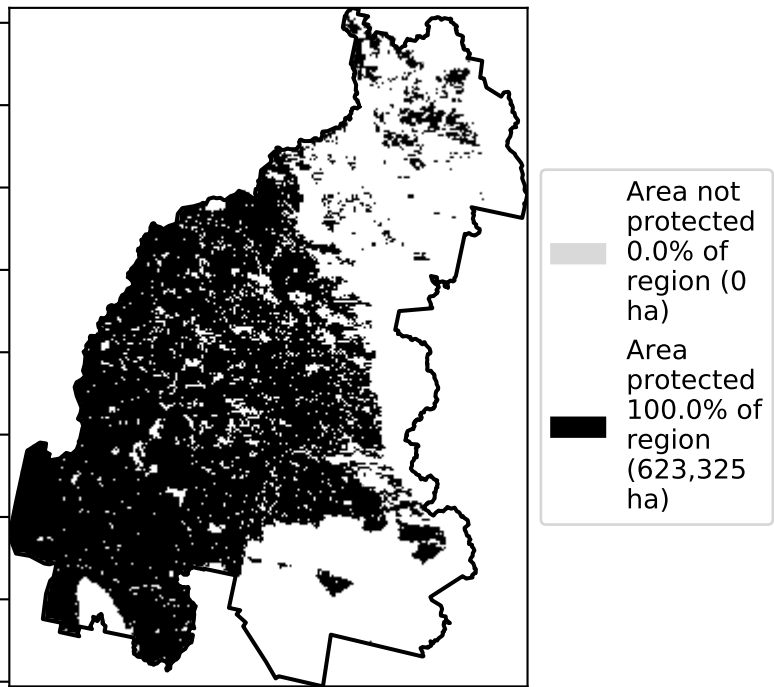 Area not
protected
0.0% of
region (0
ha)
Area
protected
100.0% of
region
(623,325
ha)